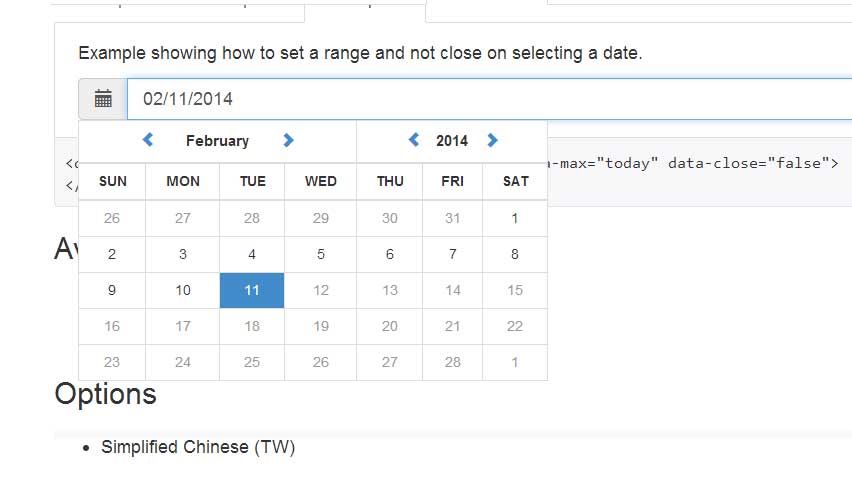 Example showing how to set a range and not close on selecting a date.
02/11/2014
February 2014
SUN MON TUE WED THU FRI SAT
26 27 28 29 30 31 1
2 3 4 5 6 7 8
9 10 11 12 13 14 15
16 17 18 19 20 21 22
23 24 25 26 27 28 1
-max="today" data-close="false">
</
Options
Simplified Chinese (TW)